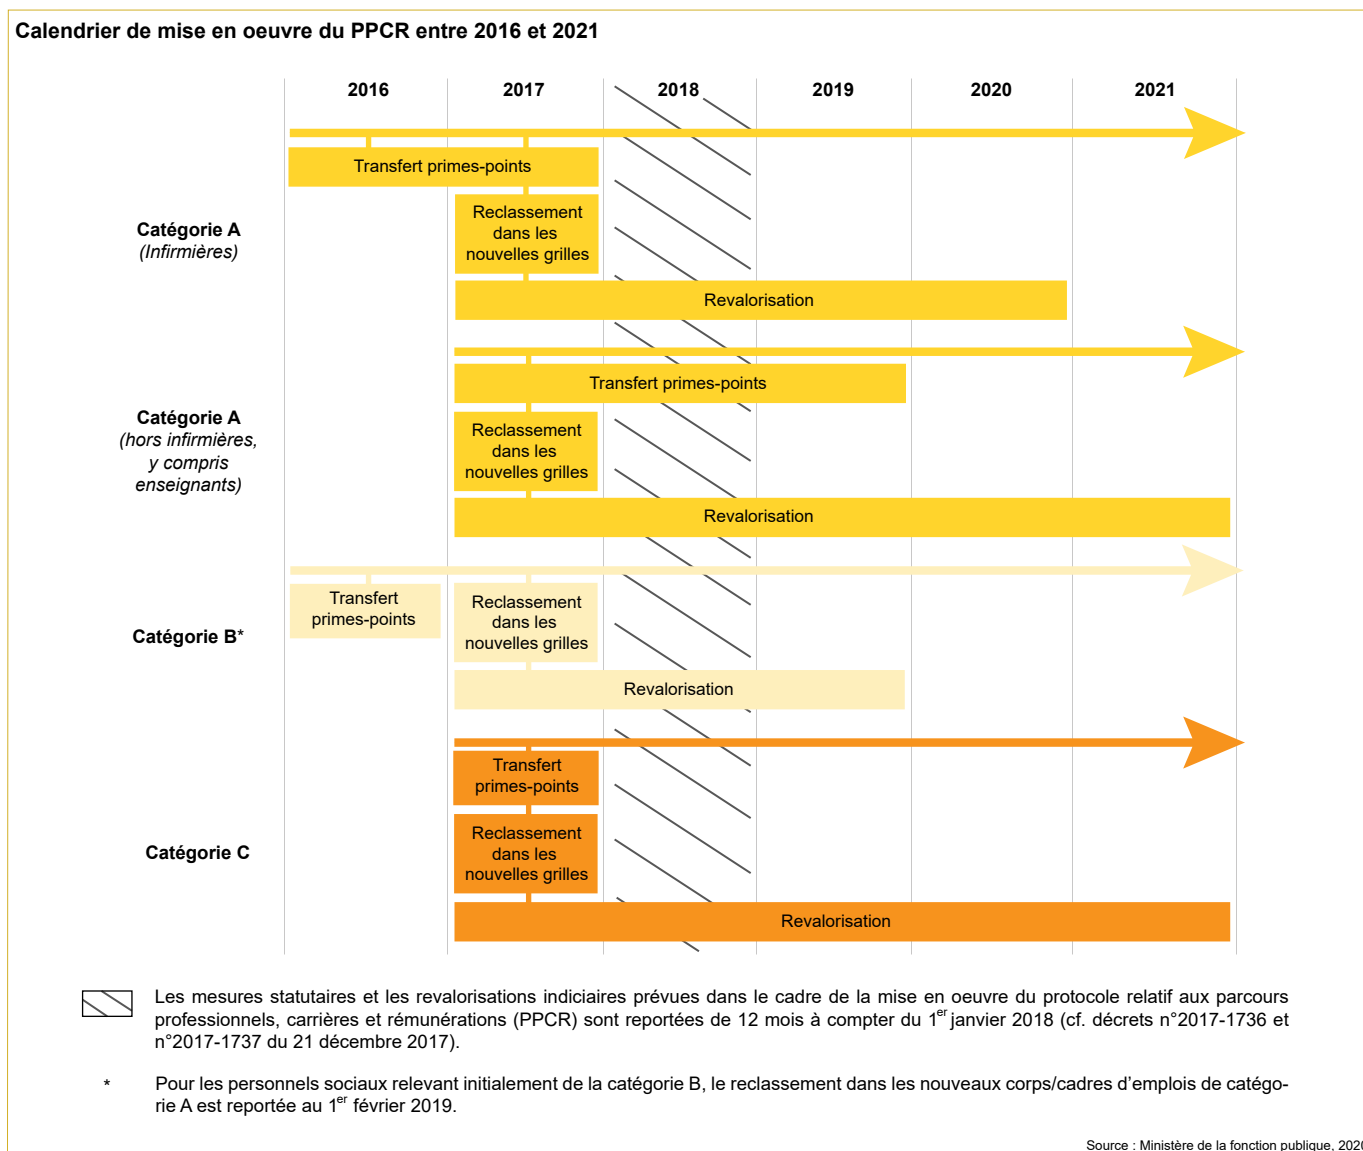 Calendrier de mise en oeuvre du PPCR entre 2016 et 2021
2016
2017
2018
2019
2020
2021
Catégorie A
(Infirmières)
Transfert primes-points
Reclassement
dans les
nouvelles grilles
Revalorisation
Catégorie A
(hors infirmières,
y compris
enseignants)
Transfert primes-points
Reclassement
dans les
nouvelles grilles
Revalorisation
Catégorie B*
Transfert
primes-points
Reclassement
dans les
nouvelles grilles
Revalorisation
Catégorie C
Transfert
primes-points
Reclassement
dans les
nouvelles grilles
Revalorisation
Les mesures statutaires et les revalorisations indiciaires prévues dans le cadre de la mise en oeuvre du protocole relatif aux parcours
professionnels, carrières et rémunérations (PPCR) sont reportées de 12 mois à compter du 1er janvier 2018 (cf. décrets n°2017-1736 et
n°2017-1737 du 21 décembre 2017).
* Pour les personnels sociaux relevant initialement de la catégorie B, le reclassement dans les nouveaux corps/cadres d’emplois de catégo-
rie A est reportée au 1er février 2019.
Source : Ministère de la fonction publique, 2020